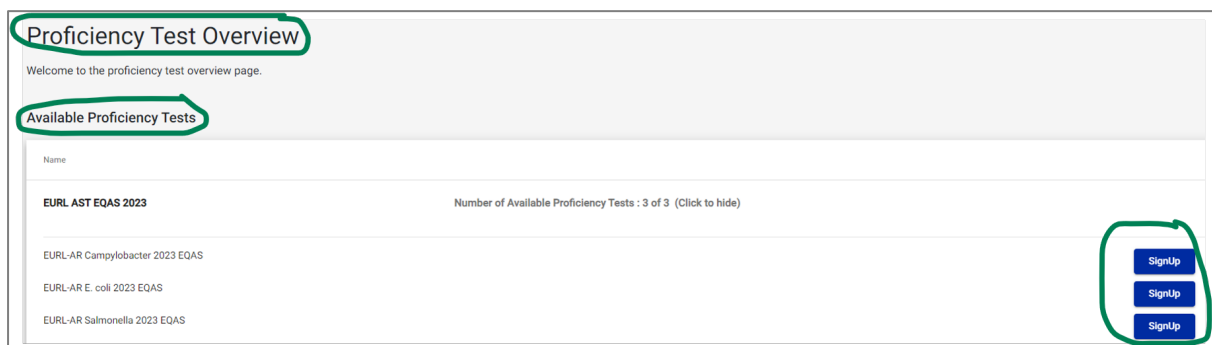 Proficiency Test Overview
Welcome to the proficiency test overview page.
Available Proficiency Tests
Name
EURL AST EQAS 2023 Number of Available Proficiency Tests : 3 of 3 (Click to hide)
EURL-AR Campylobacter 2023 EQAS SignUp
EURL-AR E. coli 2023 EQAS SignUp
EURL-AR Salmonella 2023 EQAS SignUp